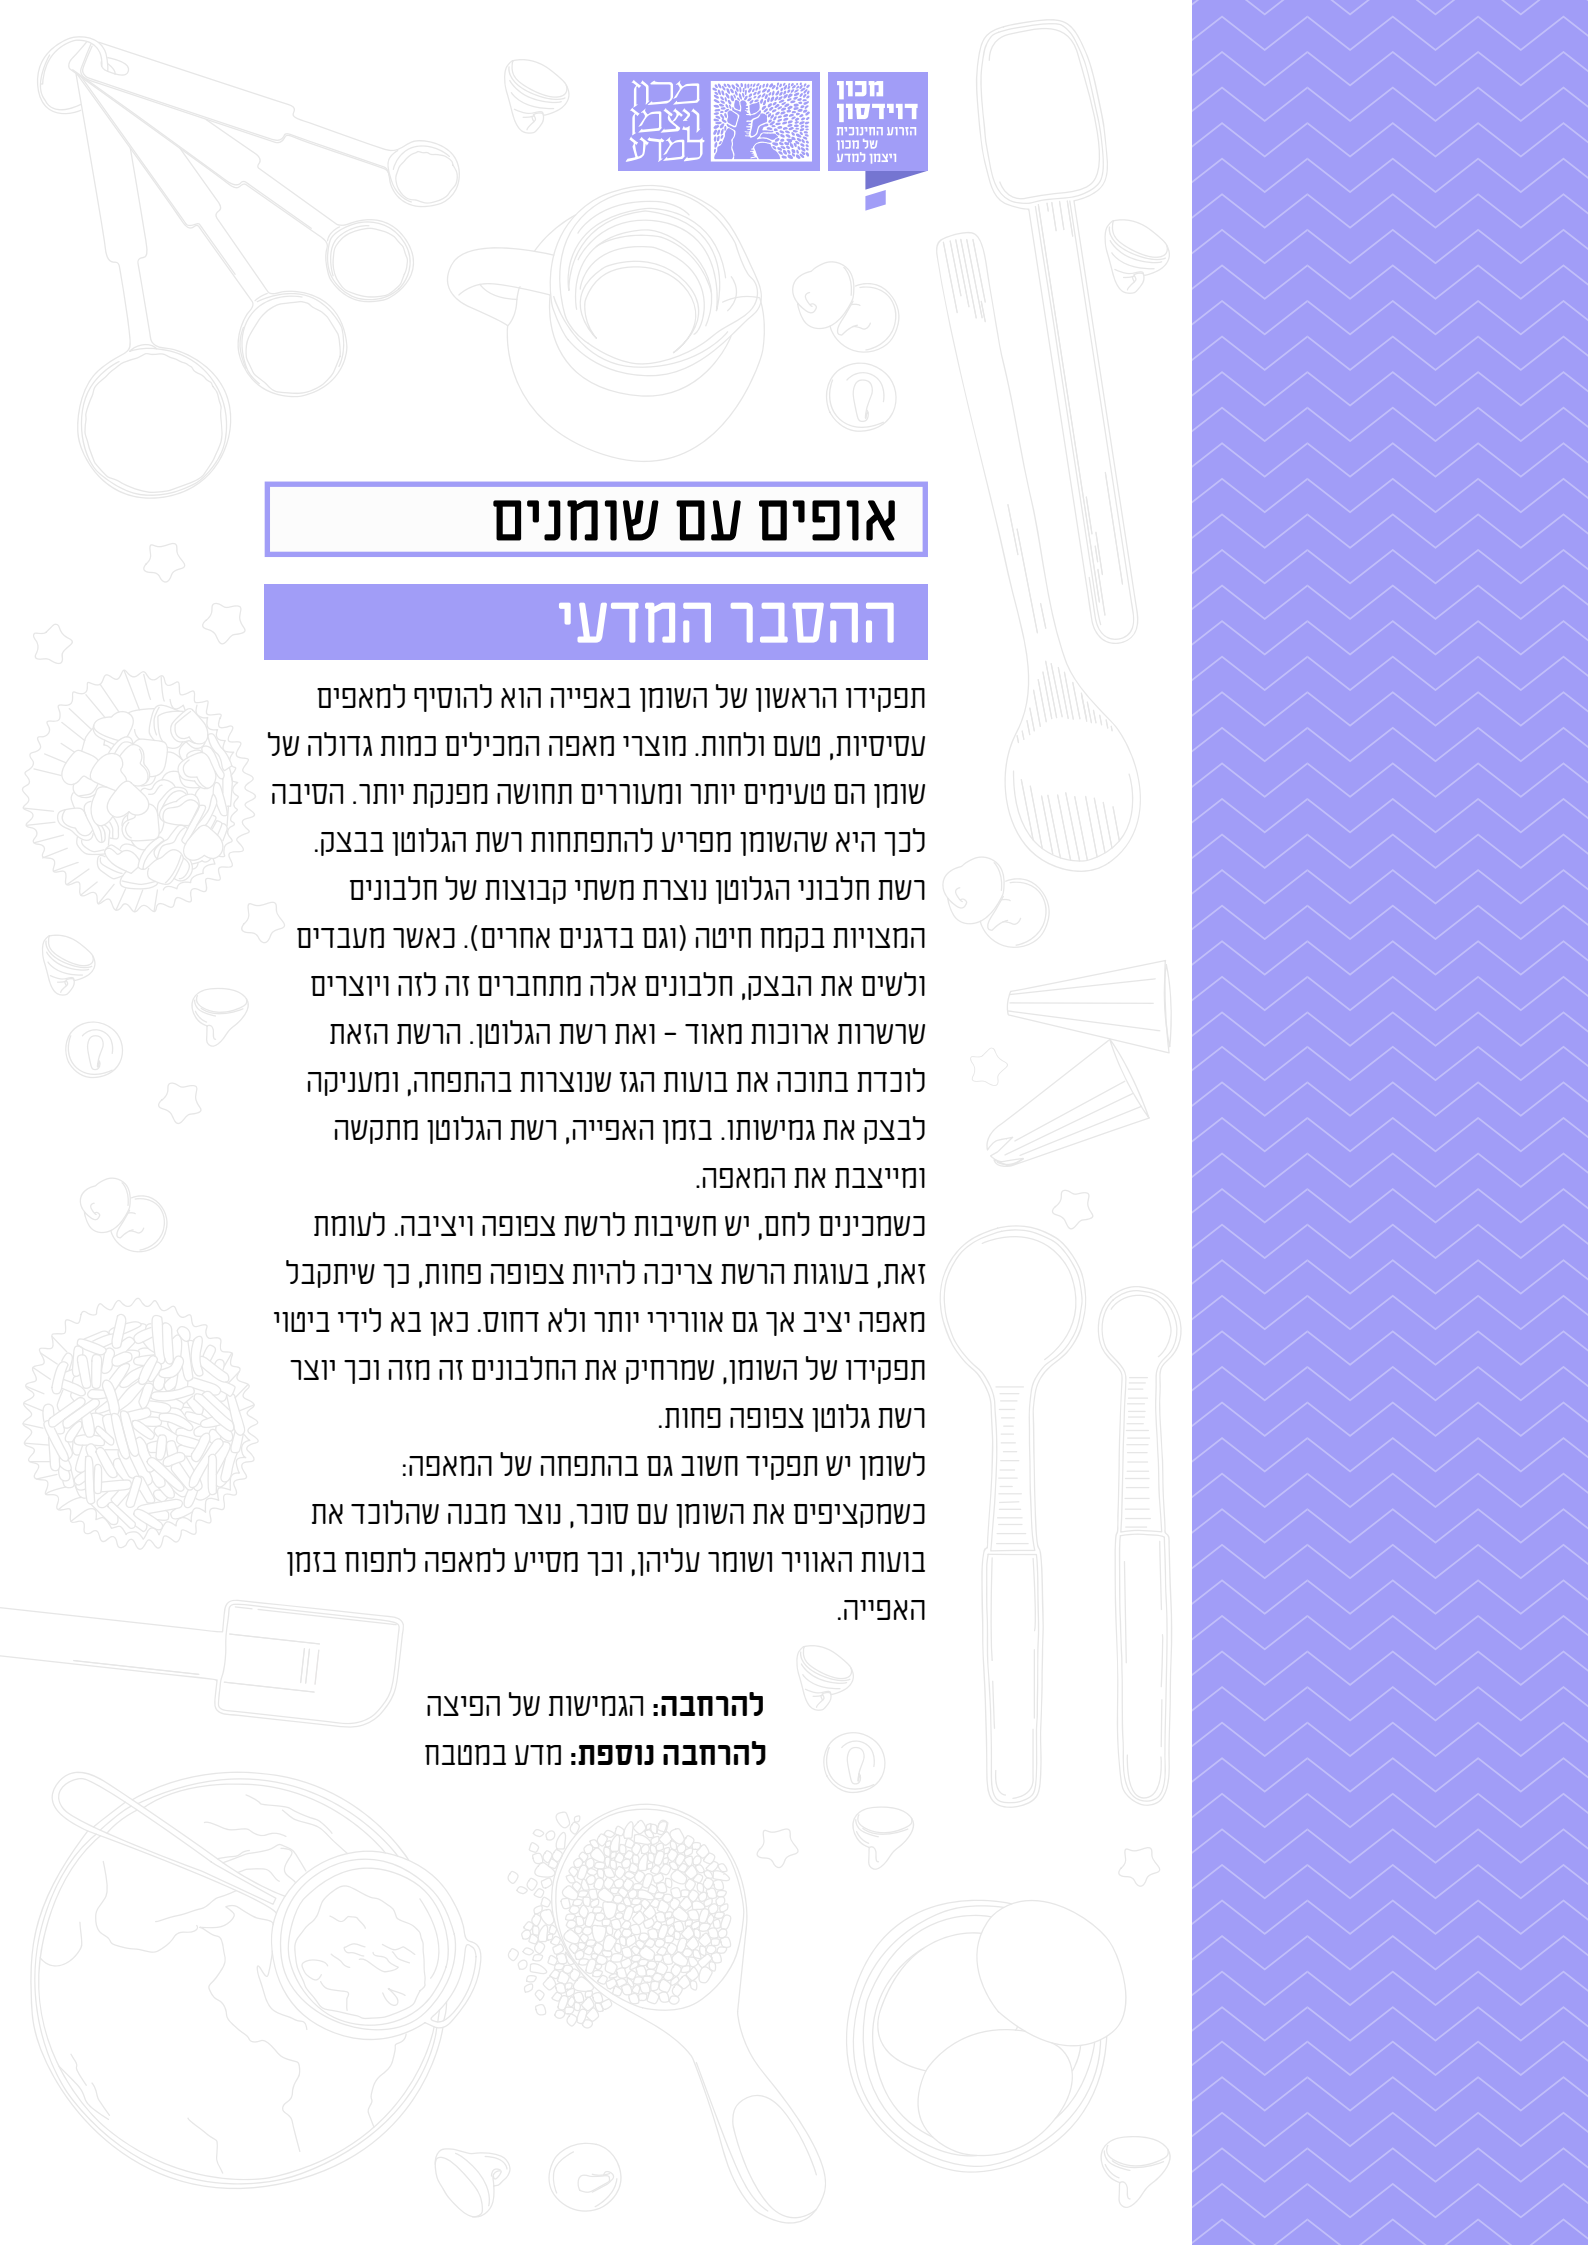 מכון
דוידסון
הזרוע החינוכית
של מכון
ויצמן למדע
מכון
ויצמן
למדע
אופים עם שומנים
ההסבר המדעי
תפקידו הראשון של השומן באפייה הוא להוסיף למאפים
עסיסיות, טעם ולחות. מוצרי מאפה המכילים כמות גדולה של
שומן הם טעימים יותר ומעוררים תחושה מפנקת יותר. הסיבה
לכך היא שהשומן מפריע להתפתחות רשת הגלוטן בבצק.
רשת חלבוני הגלוטן נוצרת משתי קבוצות של חלבונים
המצויות בקמח חיטה (וגם בדגנים אחרים). כאשר מעבדים
ולשים את הבצק, חלבונים אלה מתחברים זה לזה ויוצרים
שרשרות ארוכות מאוד – ואת רשת הגלוטן. הרשת הזאת
לוכדת בתוכה את בועות הגז שנוצרות בהתפחה, ומעניקה
לבצק את גמישותו. בזמן האפייה, רשת הגלוטן מתקשה
ומייצבת את המאפה.
כשמכינים לחם, יש חשיבות לרשת צפופה ויציבה. לעומת
זאת, בעוגות הרשת צריכה להיות צפופה פחות, כך שיתקבל
מאפה יציב אך גם אוורירי יותר ולא דחוס. כאן בא לידי ביטוי
תפקידו של השומן, שמרחיק את החלבונים זה מזה וכך יוצר
רשת גלוטן צפופה פחות.
לשומן יש תפקיד חשוב גם בהתפחה של המאפה:
כשמקציפים את השומן עם סוכר, נוצר מבנה שהלוכד את
בועות האוויר ושומר עליהן, וכך מסייע למאפה לתפוח בזמן
האפייה.
להרחבה: הגמישות של הפיצה
להרחבה נוספת: מדע במטבח